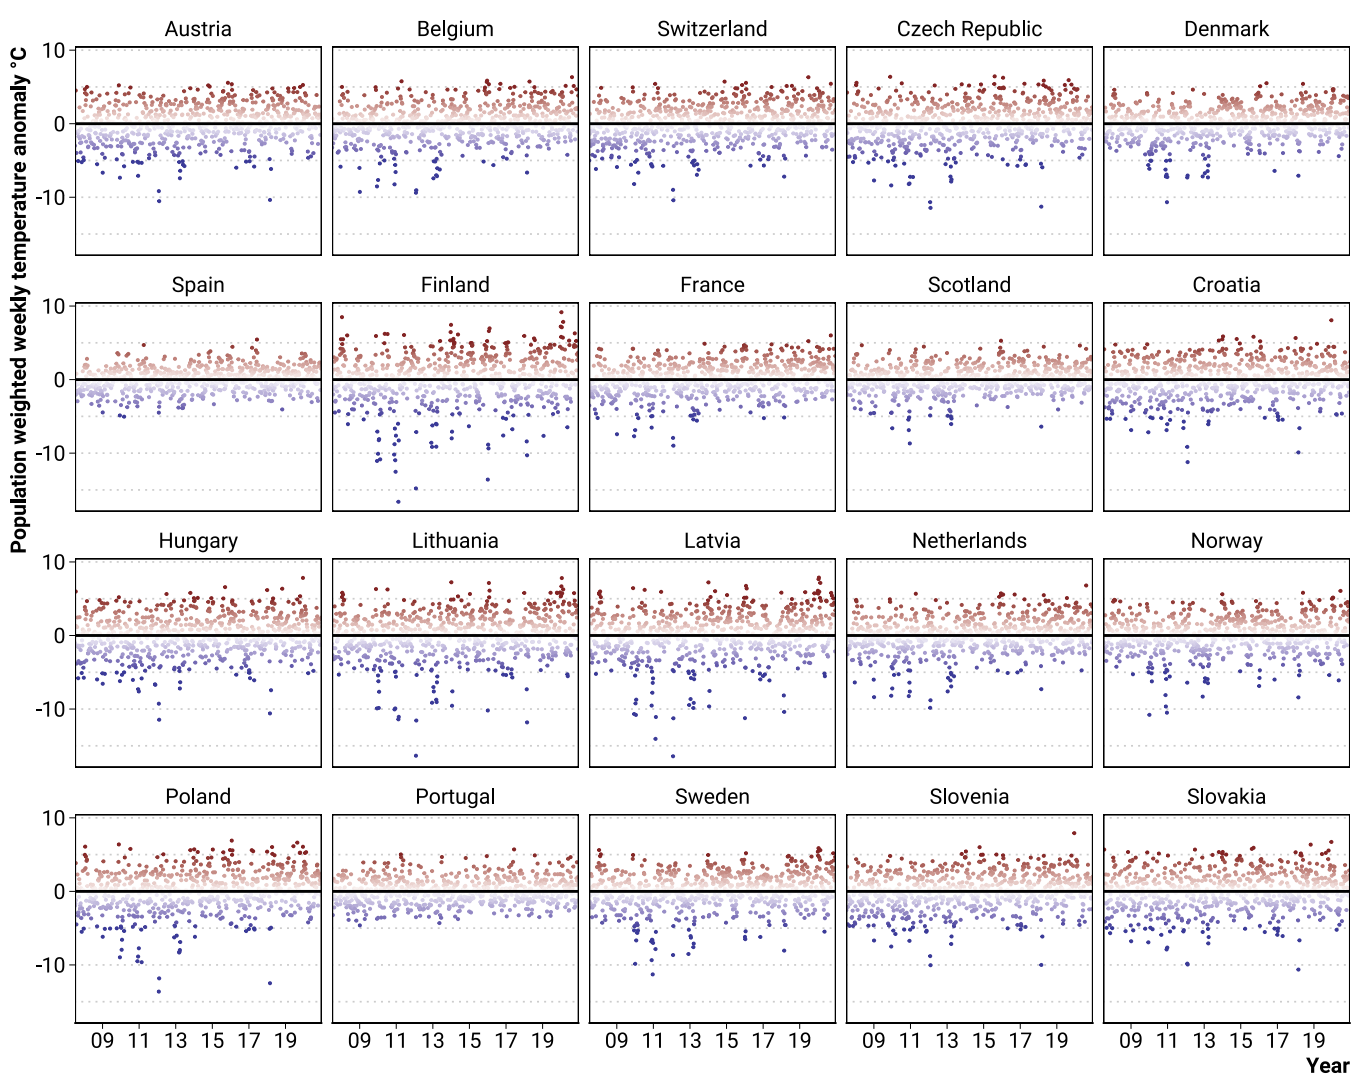 Population weighted weekly temperature anomaly °C
Austria Belgium Switzerland Czech Republic Denmark
10
0
-10
Spain Finland France Scotland Croatia
10
0
-10
Hungary Lithuania Latvia Netherlands Norway
10
0
-10
Poland Portugal Sweden Slovenia Slovakia
10
0
-10
09 11 13 15 17 19 09 11 13 15 17 19 09 11 13 15 17 19 09 11 13 15 17 19 09 11 13 15 17 19
Year